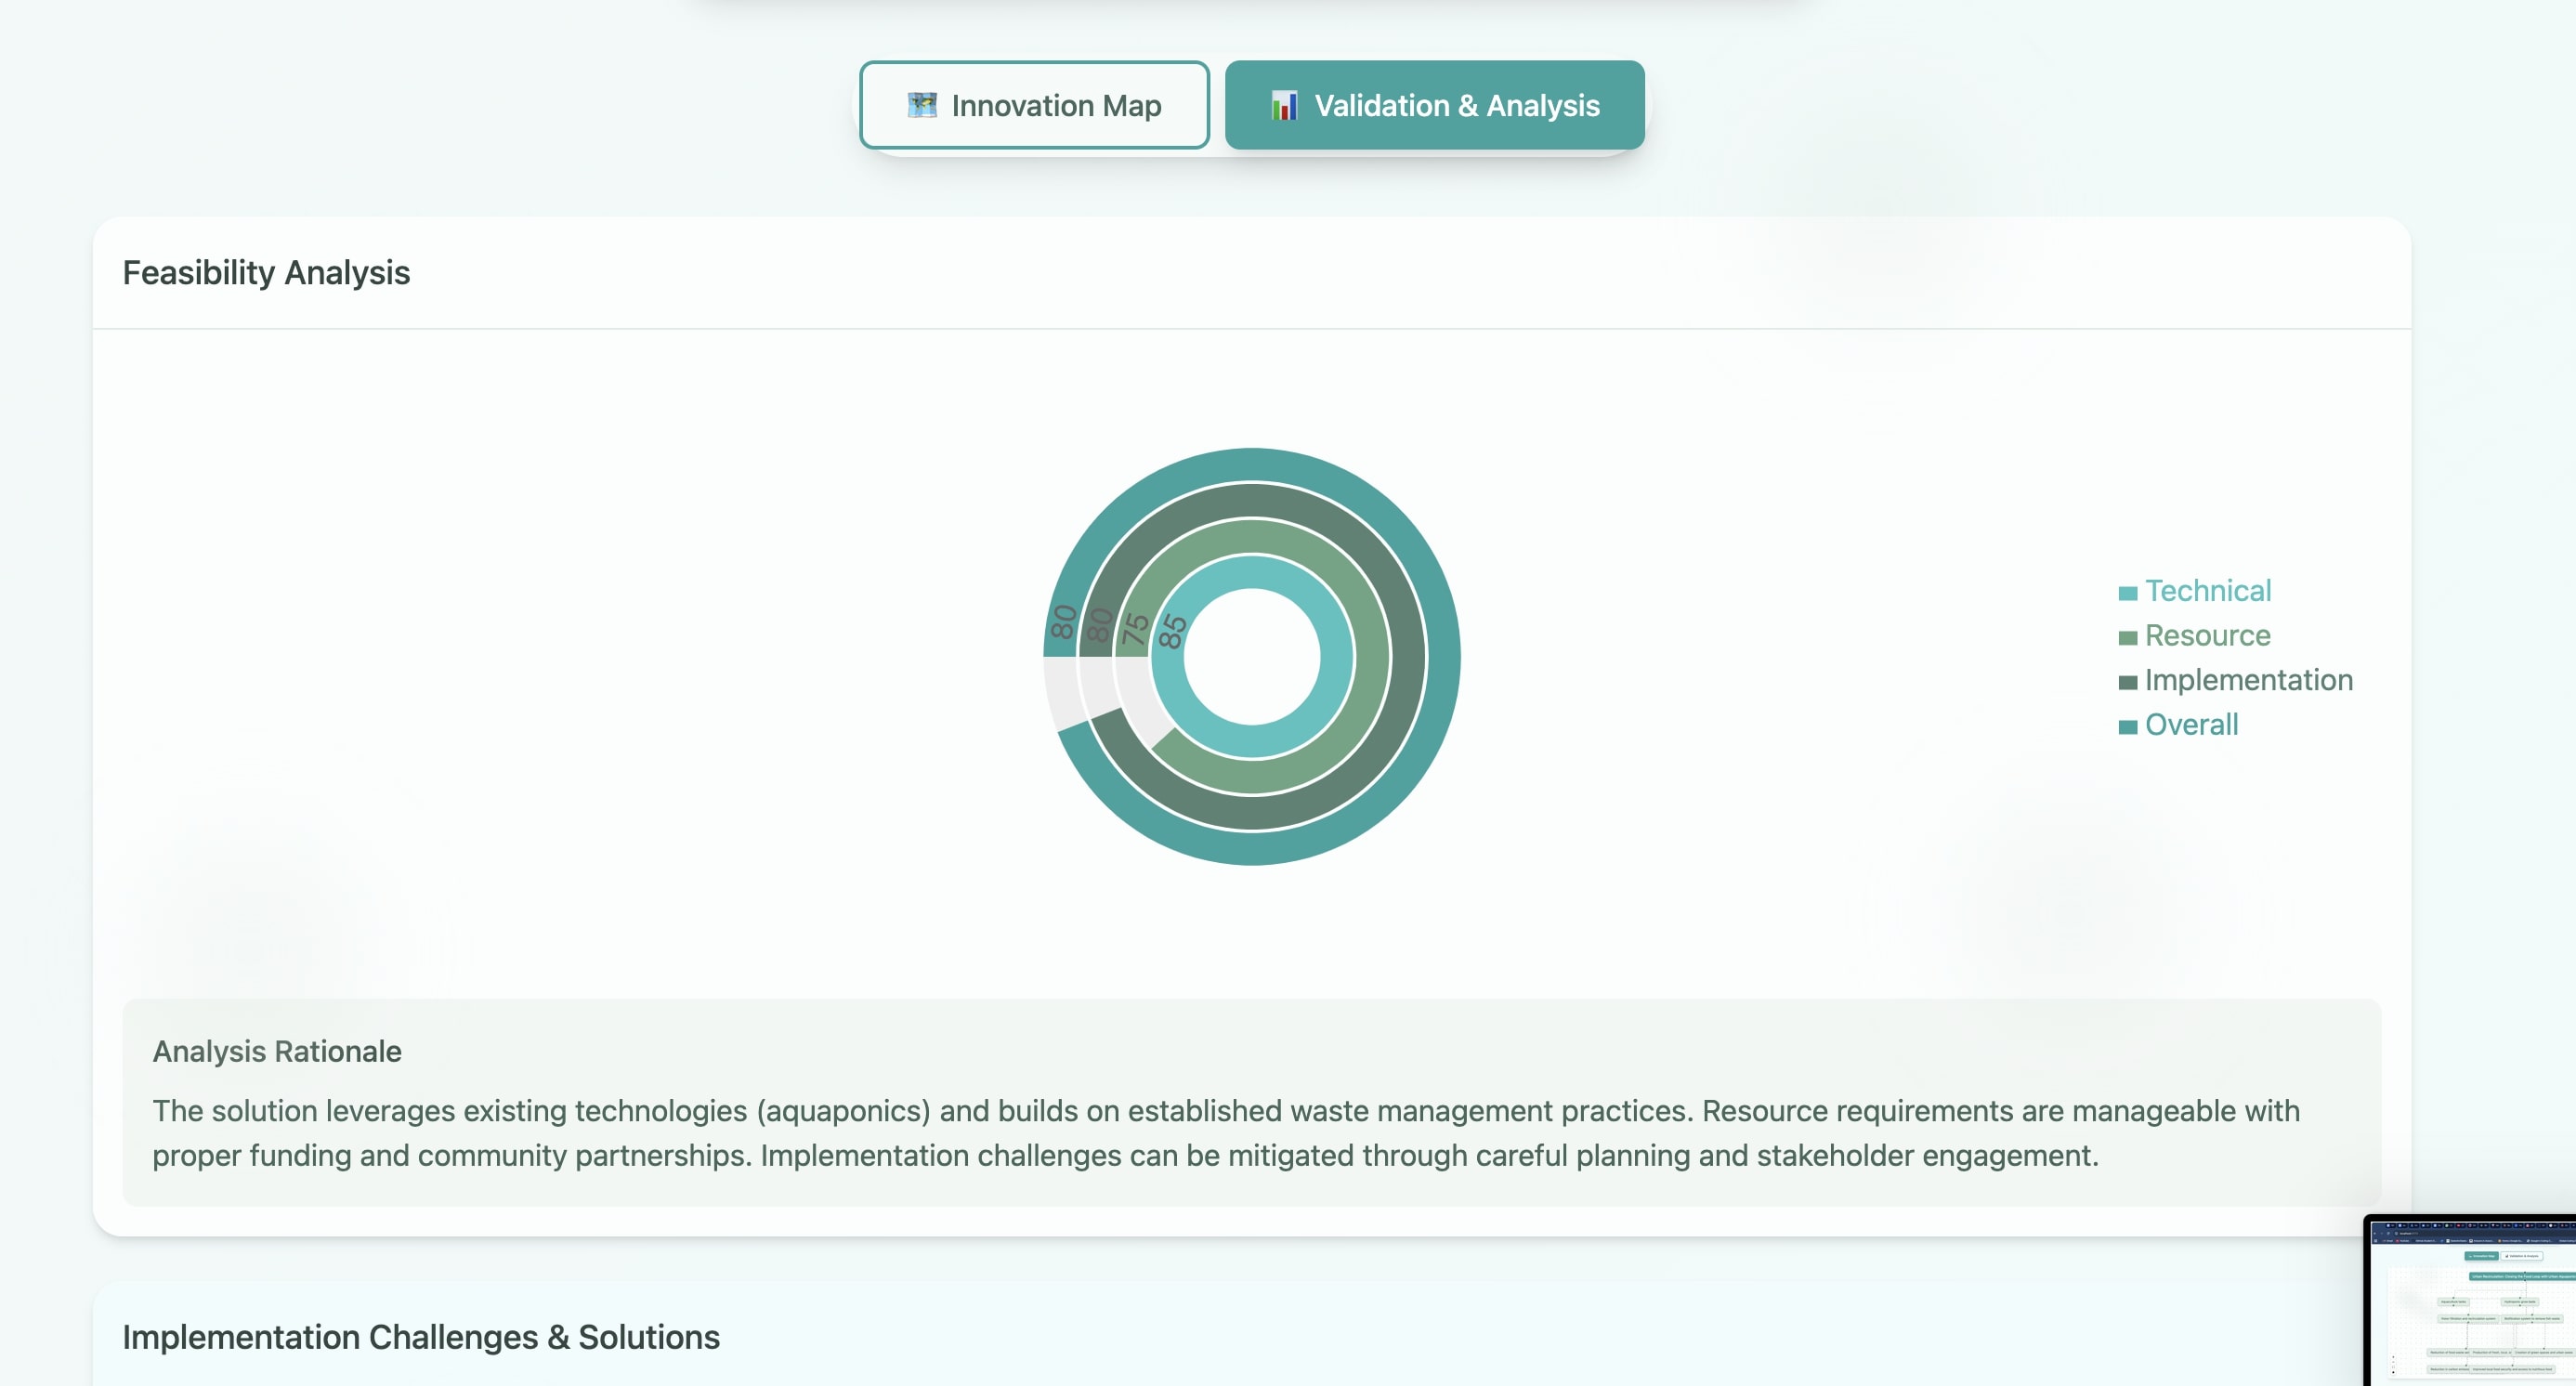 Innovation Map
Validation & Analysis
Feasibility Analysis
80
80
75
85
Technical
Resource
Implementation
Overall
Analysis Rationale
The solution leverages existing technologies (aquaponics) and builds on established waste management practices. Resource requirements are manageable with
proper funding and community partnerships. Implementation challenges can be mitigated through careful planning and stakeholder engagement.
Implementation Challenges & Solutions